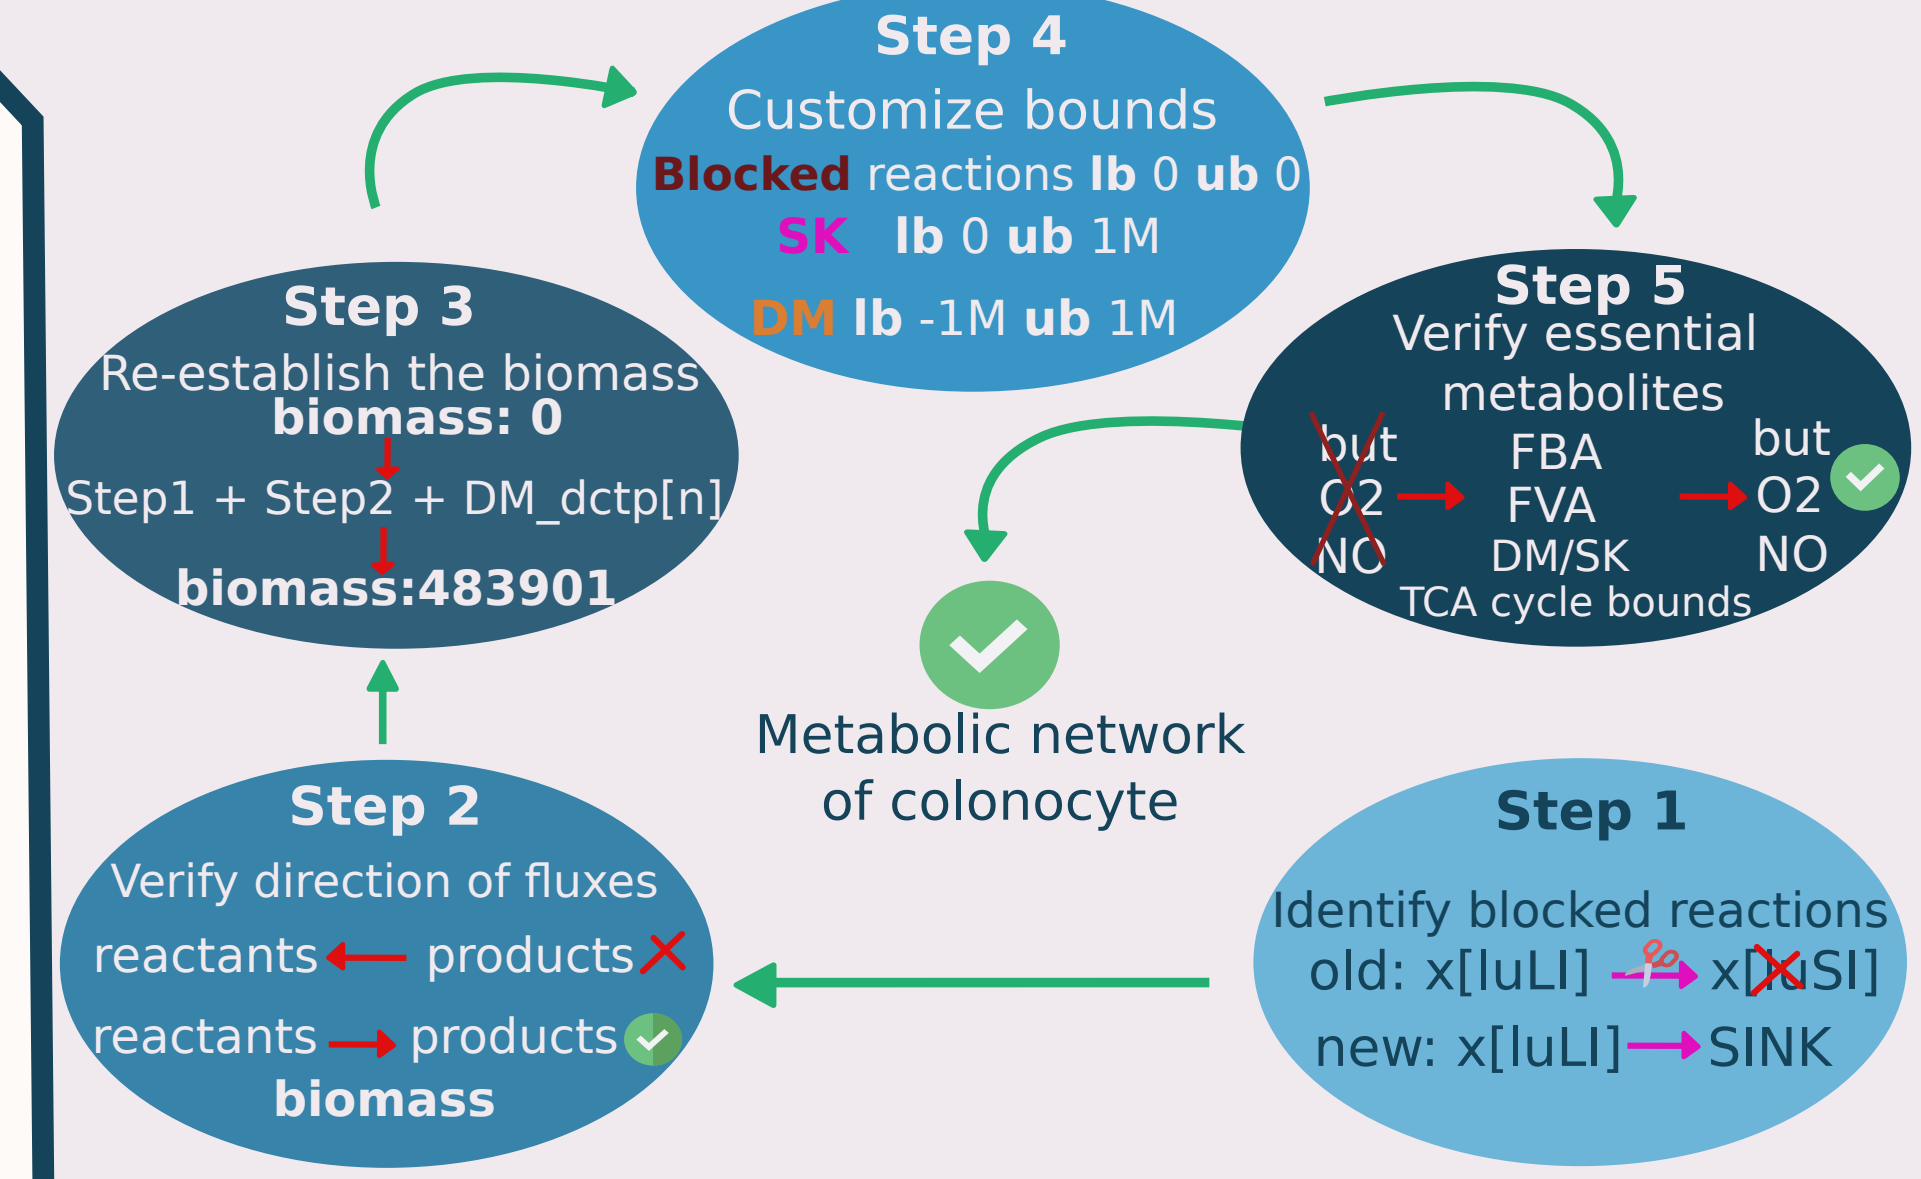 Step 4
Customize bounds
Blocked reactions lb 0 ub 0
SK lb 0 ub 1M
DM lb -1M ub 1M
Step 3
Re-establish the biomass
biomass: 0
Step1 + Step2 + DM_dctp[n]
biomass:483901
Step 5
Verify essential
metabolites
but FBA but
O2 FVA O2
NO DM/SK NO
TCA cycle bounds
Metabolic network
of colonocyte
Step 2
Verify direction of fluxes
reactants products
reactants products
biomass
Step 1
Identify blocked reactions
old: x[luLI] x[luSI]
new: x[luLI] SINK